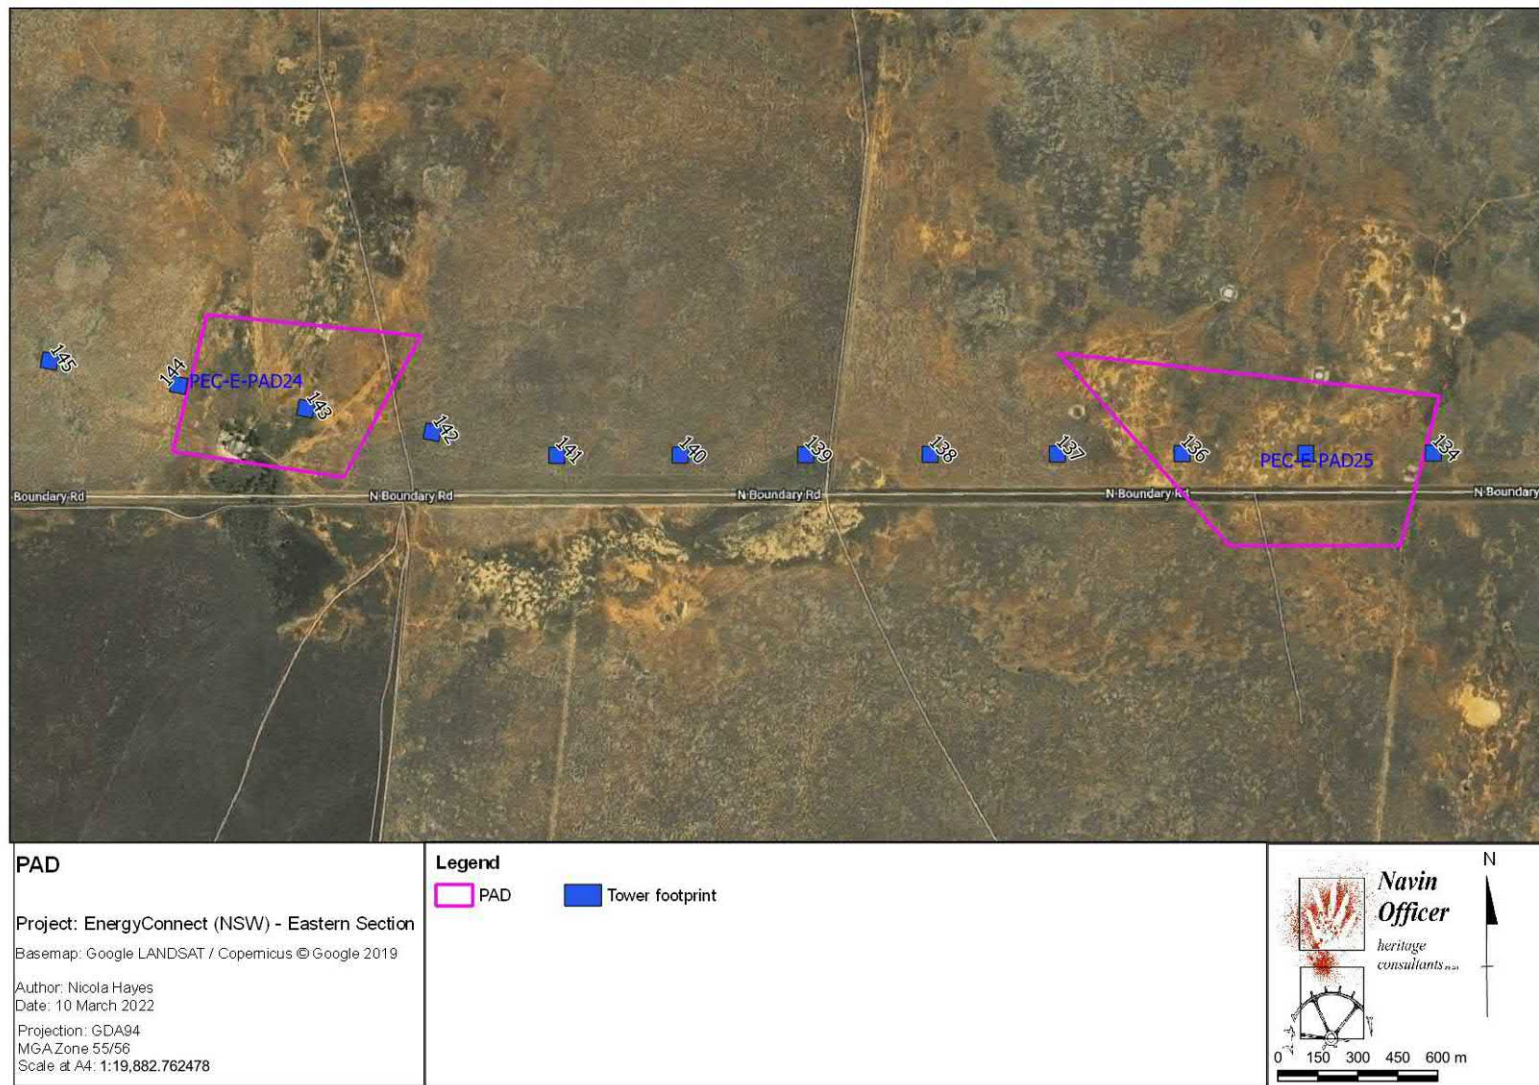 145
144
PEC-E-PAD24
143
142
141
140
139
138
137
136
PEC-E-PAD25
134
Boundary Rd
N Boundary Rd
N Boundary Rd
N Boundary Rd
N Boundary
PAD
Project: EnergyConnect (NSW) - Eastern Section
Basemap: Google LANDSAT / Copernicus © Google 2019
Author: Nicola Hayes
Date: 10 March 2022
Projection: GDA94
MGA Zone 55/56
Scale at A4: 1:19,882.762478
Legend
PAD
Tower footprint
Navin
Officer
heritage
consultants
N
0 150 300 450 600 m